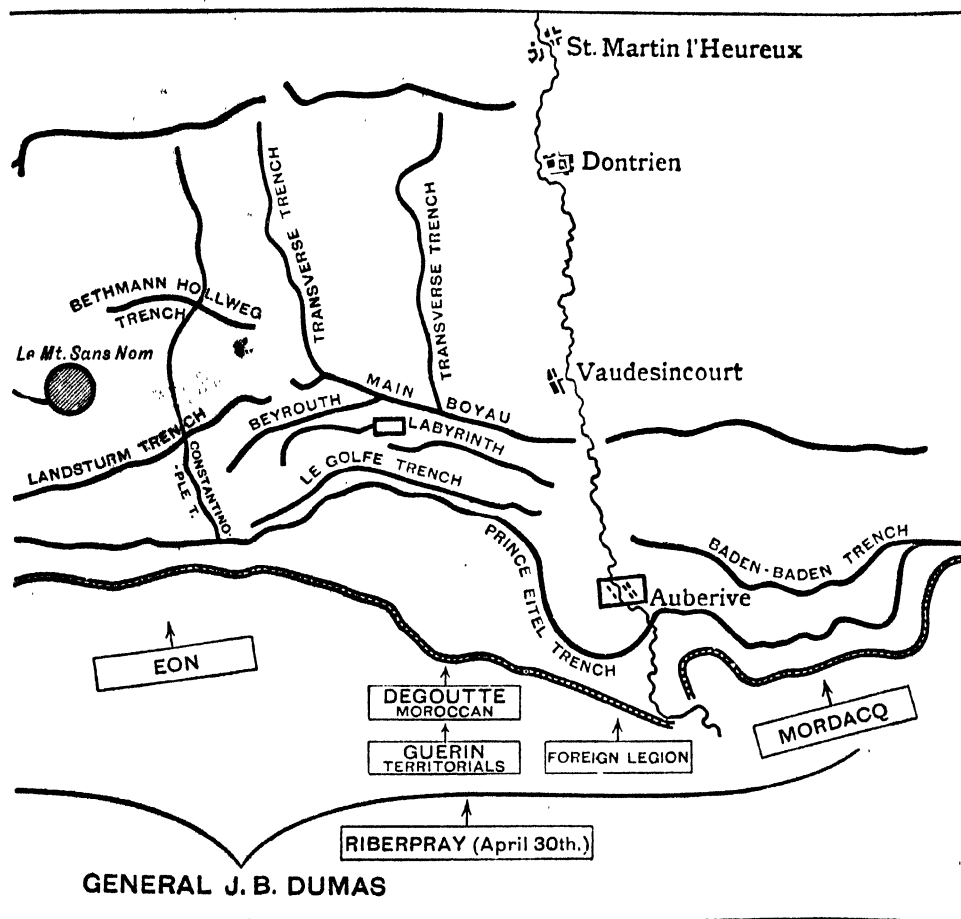 St. Martin l'Heureux
Dontrien
TRANSVERSE TRENCH
TRANSVERSE TRENCH
BETHMANN HOLLWEG
TRENCH
Le Mt. Sans Nom
Vaudesincourt
MAIN BOYAU
BEYROUTH
LABYRINTH
LANDSTURM TRENCH
CONSTANTINO-
-PLE T.
LE GOLFE TRENCH
PRINCE EITEL TRENCH
BADEN-BADEN TRENCH
Auberive
EON
DEGOUTTE
MOROCCAN
GUERIN
TERRITORIALS
FOREIGN LEGION
MORDACQ
RIBERPRAY (April 30th.)
GENERAL J. B. DUMAS